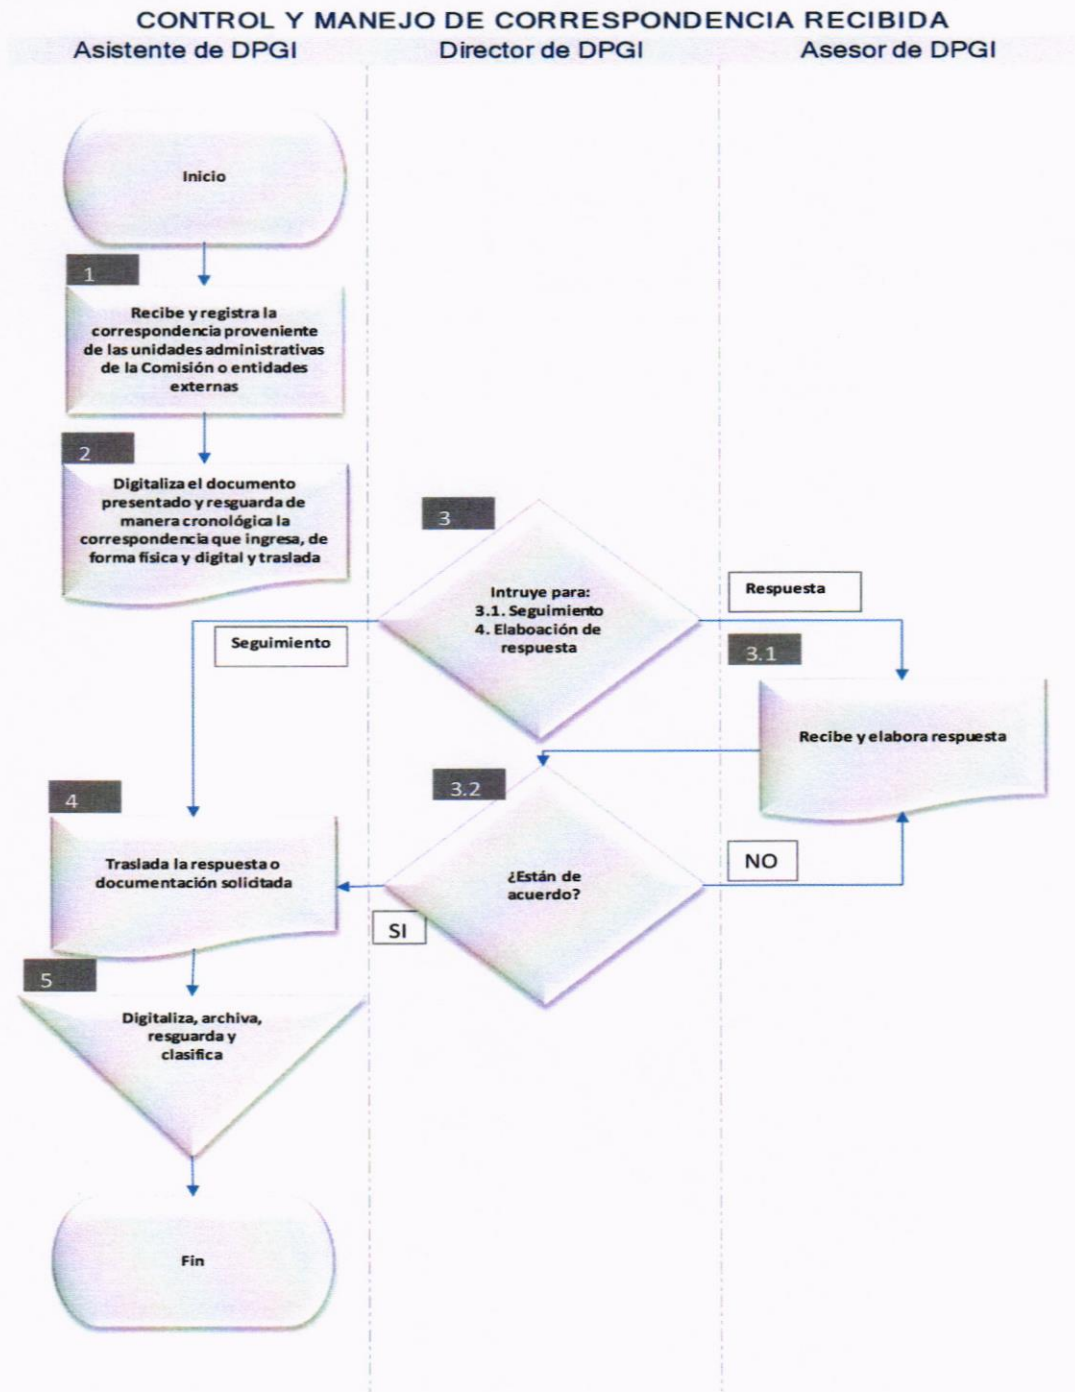 CONTROL Y MANEJO DE CORRESPONDENCIA RECIBIDA
Asistente de DPGI
Director de DPGI
Asesor de DPGI
Inicio
1
Recibe y registra la
correspondencia proveniente
de las unidades administrativas
de la Comisión o entidades
externas
2
Digitaliza el documento
presentado y resguarda de
manera cronológica la
correspondencia que ingresa, de
forma física y digital y traslada
3
Intruye para:
3.1. Seguimiento
4. Elaboación de
respuesta
Respuesta
Seguimiento
3.1
Recibe y elabora respuesta
3.2
¿Están de
acuerdo?
NO
SI
4
Traslada la respuesta o
documentación solicitada
5
Digitaliza, archiva,
resguarda y
clasifica
Fin